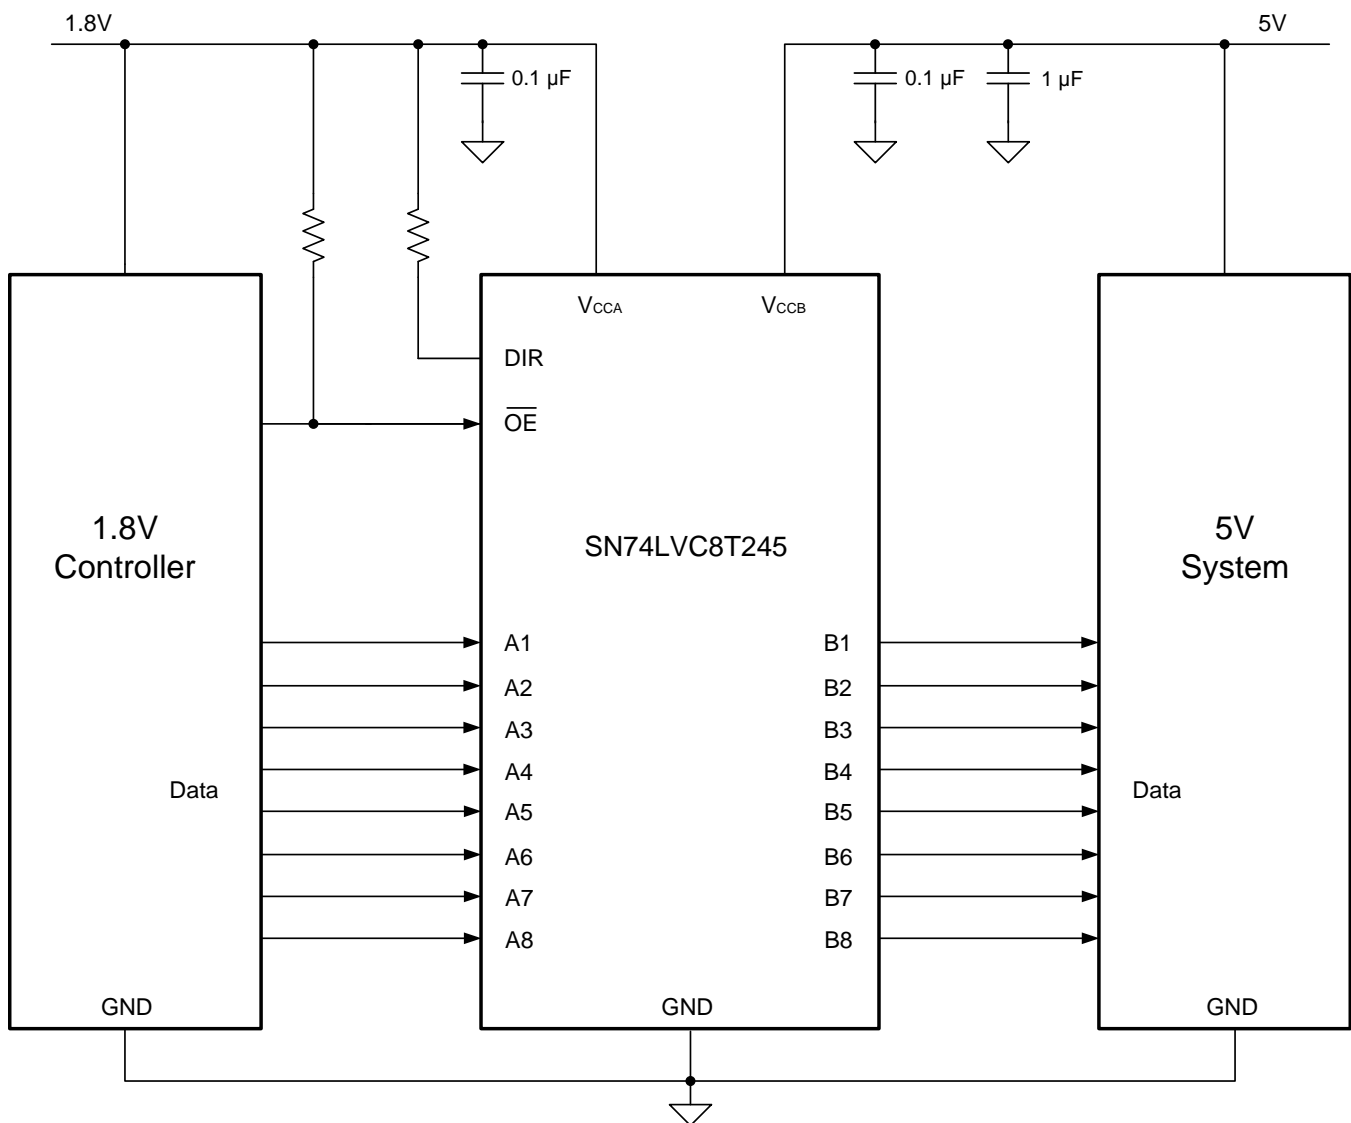 1.8V
5V
0.1 µF
0.1 µF
1 µF
VCCA
VCCB
DIR
OE
1.8V
Controller
SN74LVC8T245
5V
System
A1
B1
A2
B2
A3
B3
A4
B4
Data
Data
A5
B5
A6
B6
A7
B7
A8
B8
GND
GND
GND